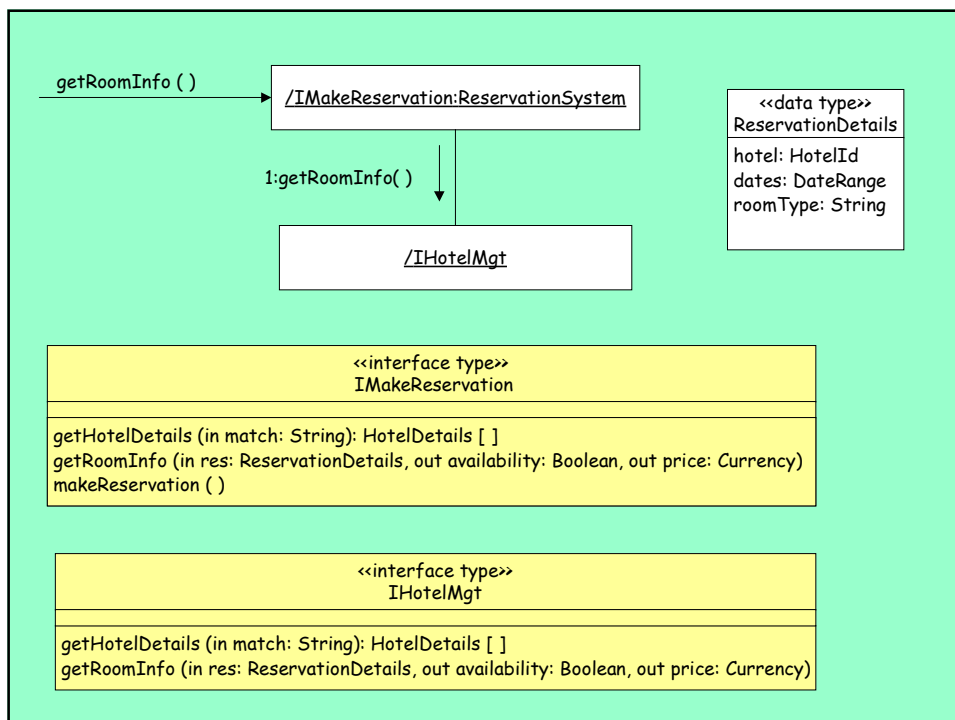 getRoomInfo ( )
/IMakeReservation:ReservationSystem
1:getRoomInfo( )
/IHotelMgt
<<data type>>
ReservationDetails
hotel: HotelId
dates: DateRange
roomType: String
<<interface type>>
IMakeReservation
getHotelDetails (in match: String): HotelDetails [ ]
getRoomInfo (in res: ReservationDetails, out availability: Boolean, out price: Currency)
makeReservation ( )
<<interface type>>
IHotelMgt
getHotelDetails (in match: String): HotelDetails [ ]
getRoomInfo (in res: ReservationDetails, out availability: Boolean, out price: Currency)